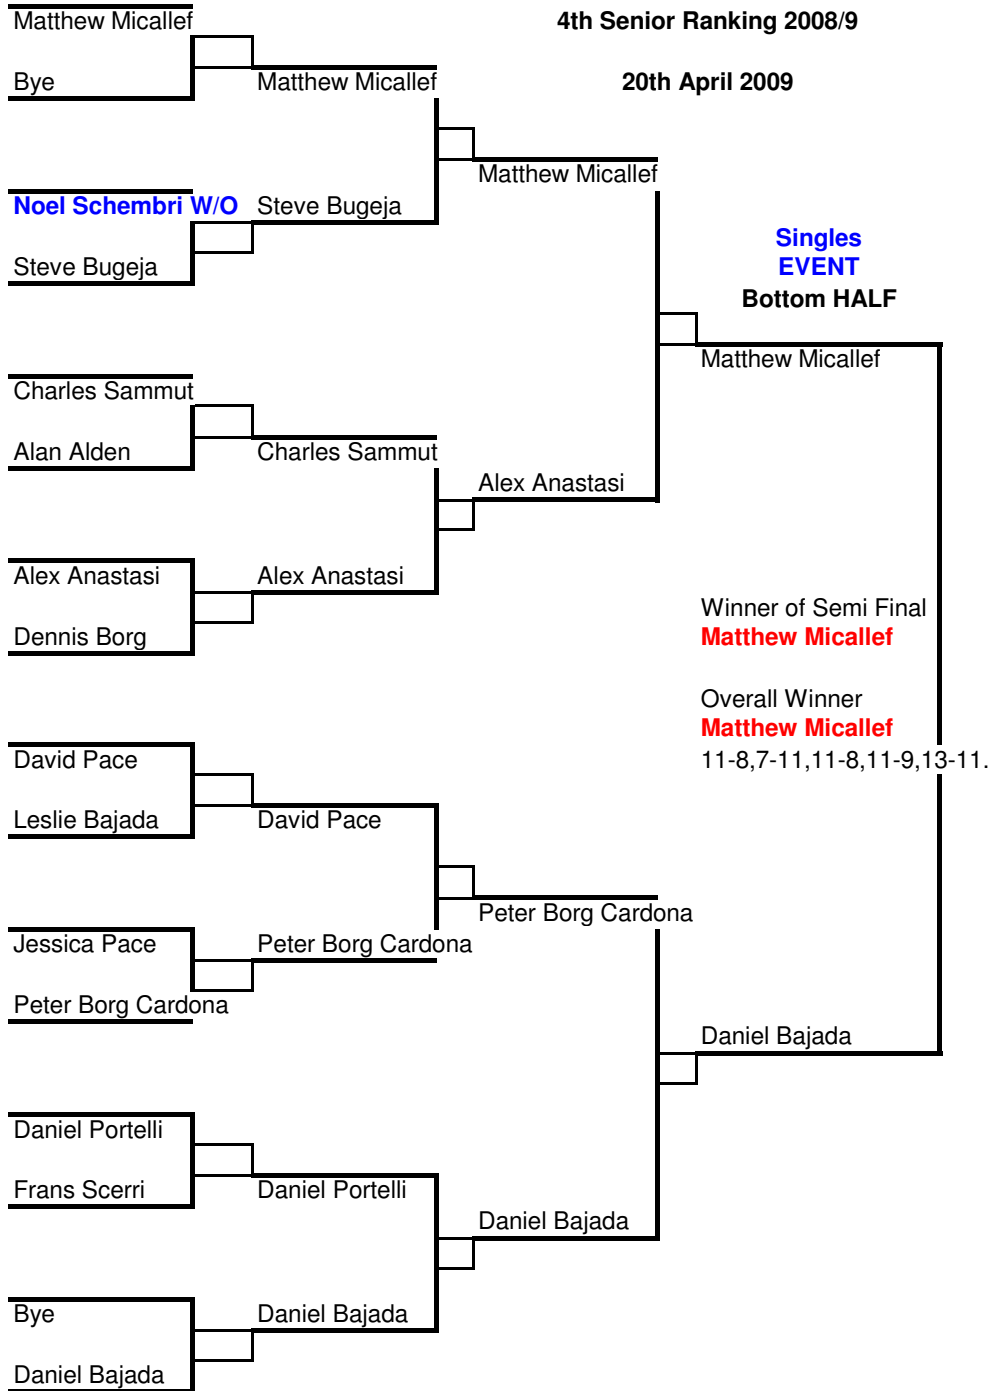 Matthew Micallef
4th Senior Ranking 2008/9
Bye
Matthew Micallef
20th April 2009
Matthew Micallef
Noel Schembri W/O
Steve Bugeja
Singles
EVENT
Steve Bugeja
Bottom HALF
Matthew Micallef
Charles Sammut
Alan Alden
Charles Sammut
Alex Anastasi
Alex Anastasi
Alex Anastasi
Winner of Semi Final
Dennis Borg
Matthew Micallef
Overall Winner
Matthew Micallef
David Pace
11-8,7-11,11-8,11-9,13-11.
Leslie Bajada
David Pace
Peter Borg Cardona
Jessica Pace
Peter Borg Cardona
Peter Borg Cardona
Daniel Bajada
Daniel Portelli
Frans Scerri
Daniel Portelli
Daniel Bajada
Bye
Daniel Bajada
Daniel Bajada